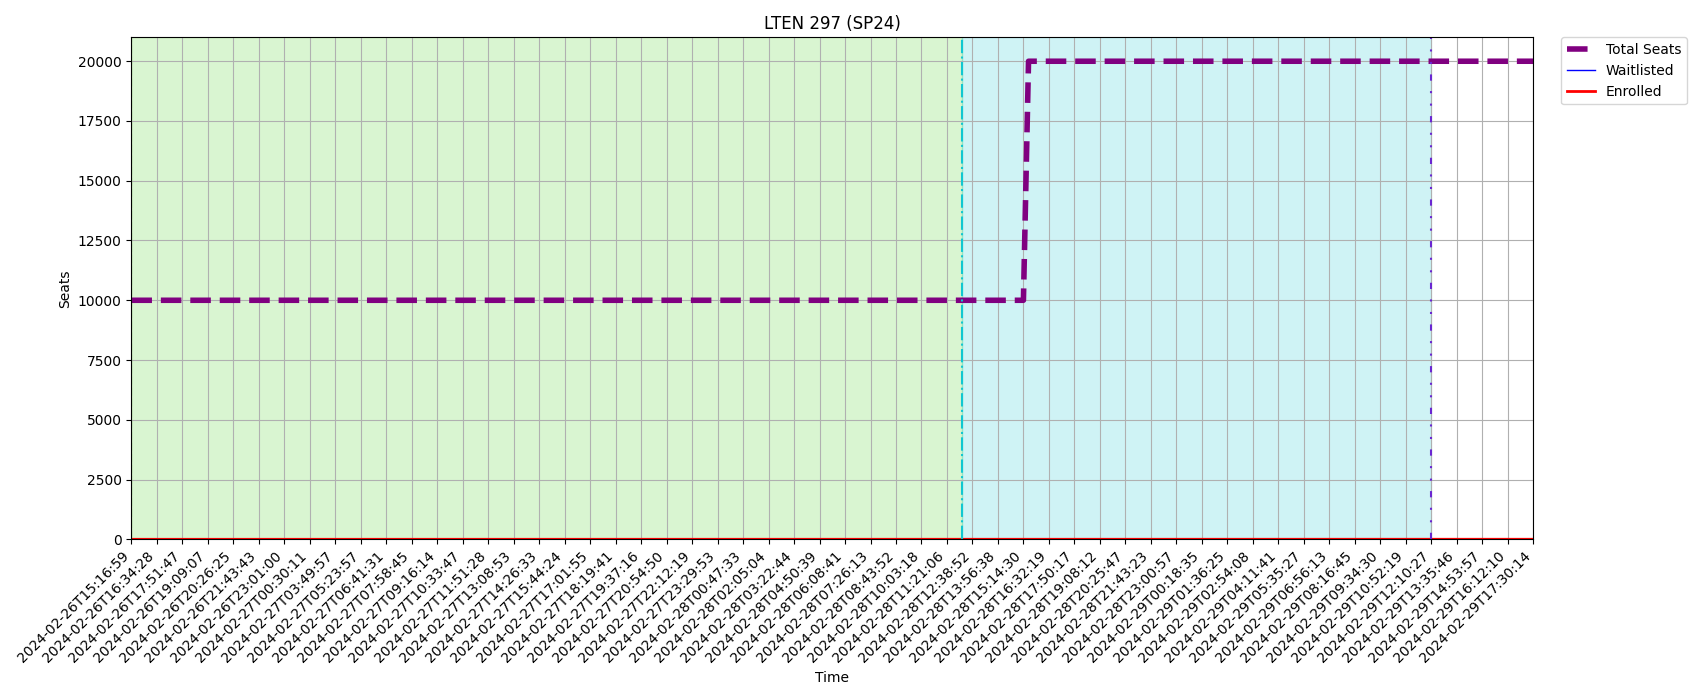 LTEN 297 (SP24)
Total Seats
Waitlisted
Enrolled
Seats
20000
17500
15000
12500
10000
7500
5000
2500
0
2024-02-26T15:16:59
2024-02-26T16:34:28
2024-02-26T17:51:47
2024-02-26T19:09:07
2024-02-26T20:26:25
2024-02-26T21:43:43
2024-02-26T23:01:00
2024-02-27T00:30:11
2024-02-27T03:49:57
2024-02-27T05:23:57
2024-02-27T06:41:31
2024-02-27T07:58:45
2024-02-27T09:16:14
2024-02-27T10:33:47
2024-02-27T11:51:28
2024-02-27T13:08:53
2024-02-27T14:26:33
2024-02-27T15:44:24
2024-02-27T17:01:55
2024-02-27T18:19:41
2024-02-27T19:37:16
2024-02-27T20:54:50
2024-02-27T22:12:19
2024-02-27T23:29:53
2024-02-28T00:47:33
2024-02-28T02:05:04
2024-02-28T03:22:44
2024-02-28T04:50:39
2024-02-28T06:08:41
2024-02-28T07:26:13
2024-02-28T08:43:52
2024-02-28T10:03:18
2024-02-28T11:21:06
2024-02-28T12:38:52
2024-02-28T13:56:38
2024-02-28T15:14:30
2024-02-28T16:32:19
2024-02-28T17:50:17
2024-02-28T19:08:12
2024-02-28T20:25:47
2024-02-28T21:43:23
2024-02-28T23:00:57
2024-02-29T00:18:35
2024-02-29T01:36:25
2024-02-29T02:54:08
2024-02-29T04:11:41
2024-02-29T05:35:27
2024-02-29T06:56:13
2024-02-29T08:16:45
2024-02-29T09:34:30
2024-02-29T10:52:19
2024-02-29T12:10:27
2024-02-29T13:35:46
2024-02-29T14:53:57
2024-02-29T16:12:10
2024-02-29T17:30:14
Time